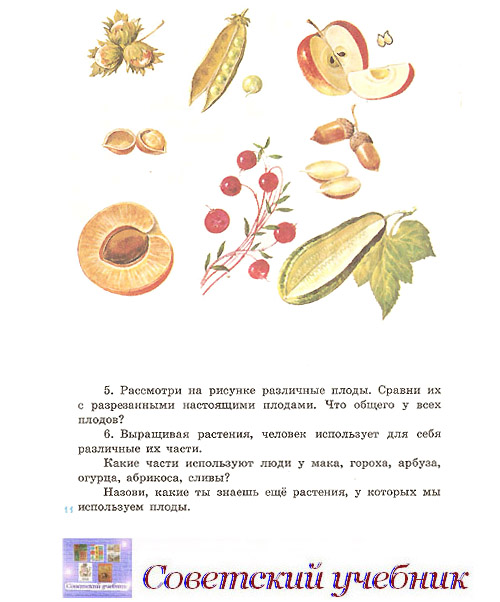 5. Рассмотри на рисунке различные плоды. Сравни их
с разрезанными настоящими плодами. Что общего у всех
плодов?
6. Выращивая растения, человек использует для себя
различные их части.
Какие части используют люди у мака, гороха, арбуза,
огурца, абрикоса, сливы?
Назови, какие ты знаешь ещё растения, у которых мы
используем плоды.
Советский учебник
Советский учебник